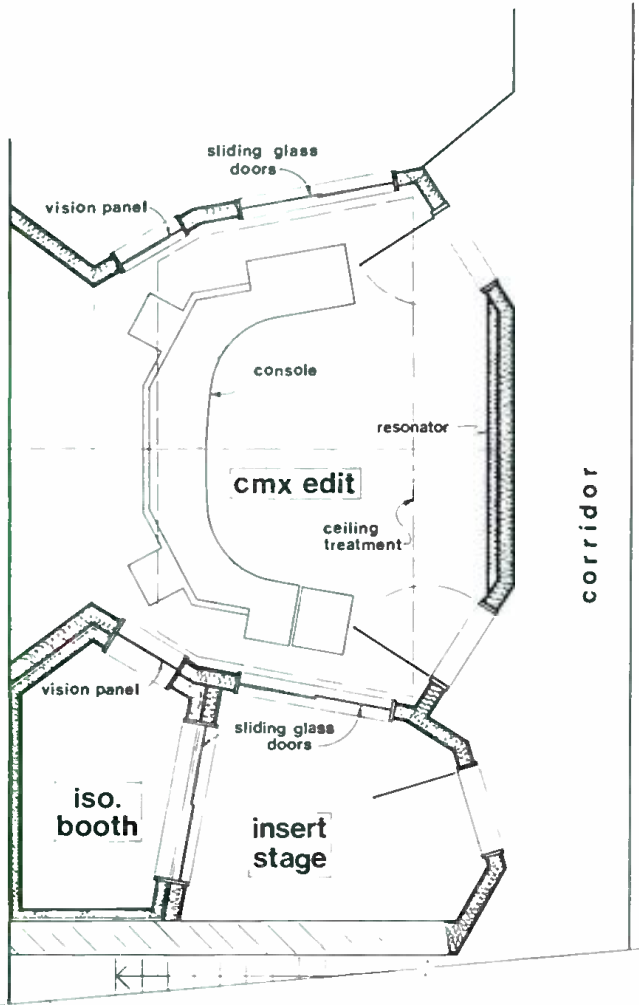 sliding glass
doors
vision panel
console
resonator
cmx edit
ceiling
treatment
corridor
vision panel
sliding glass
doors
iso.
booth
insert
stage